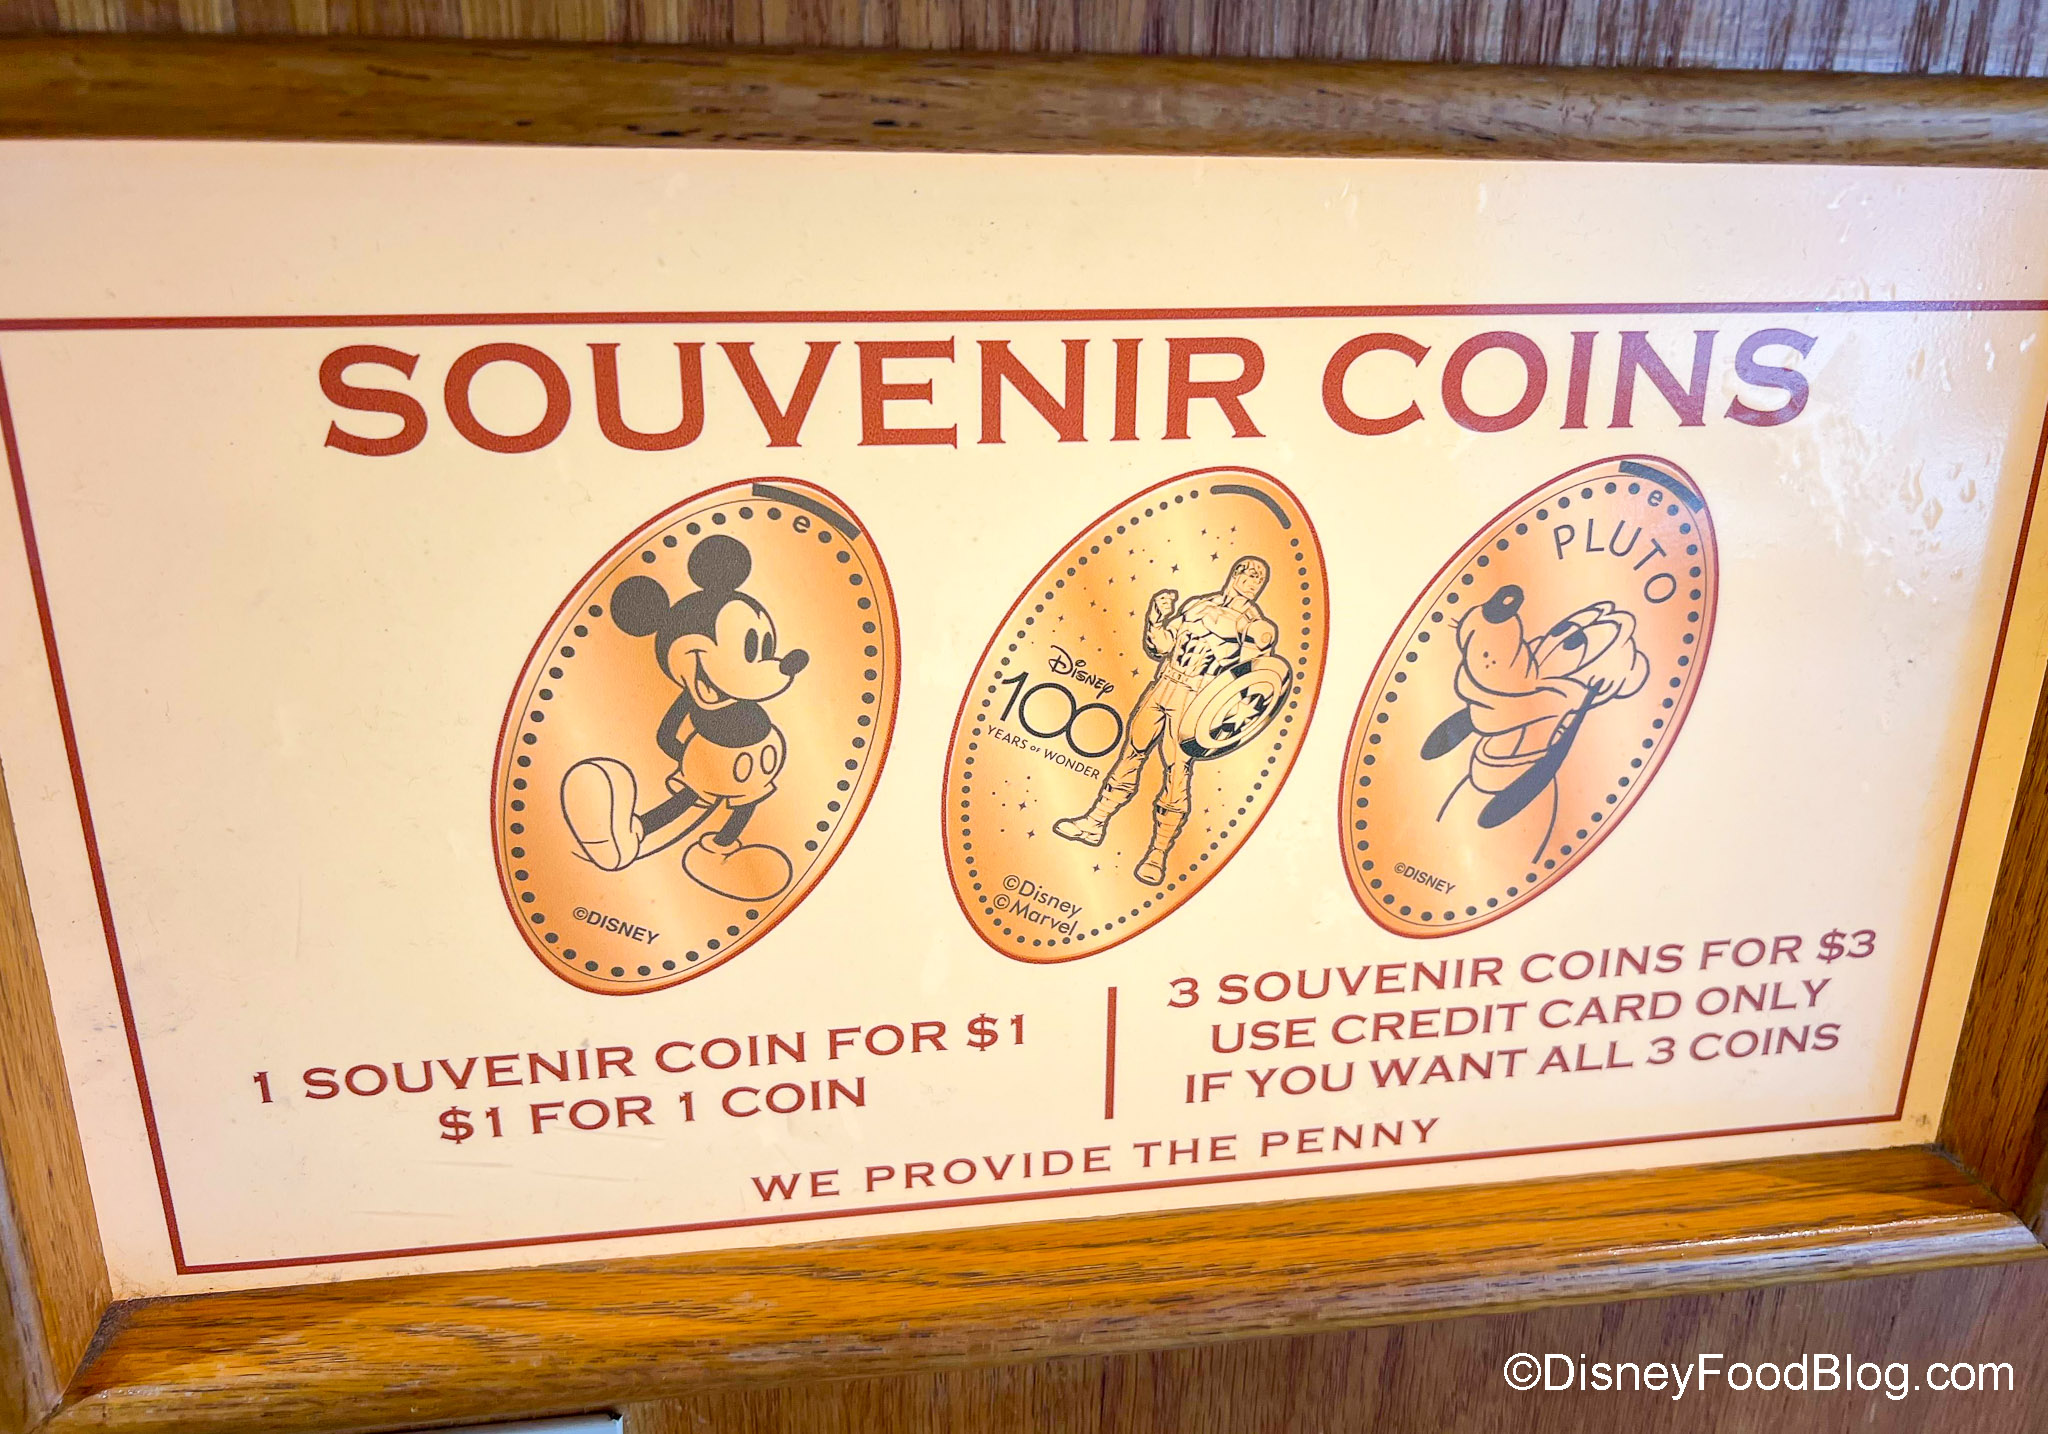 SOUVENIR COINS
e
©DISNEY
Disney
100
YEARS OF WONDER
©Disney
©Marvel
e
PLUTO
©DISNEY
1 SOUVENIR COIN FOR $1
$1 FOR 1 COIN
3 SOUVENIR COINS FOR $3
USE CREDIT CARD ONLY
IF YOU WANT ALL 3 COINS
WE PROVIDE THE PENNY
©DisneyFoodBlog.com